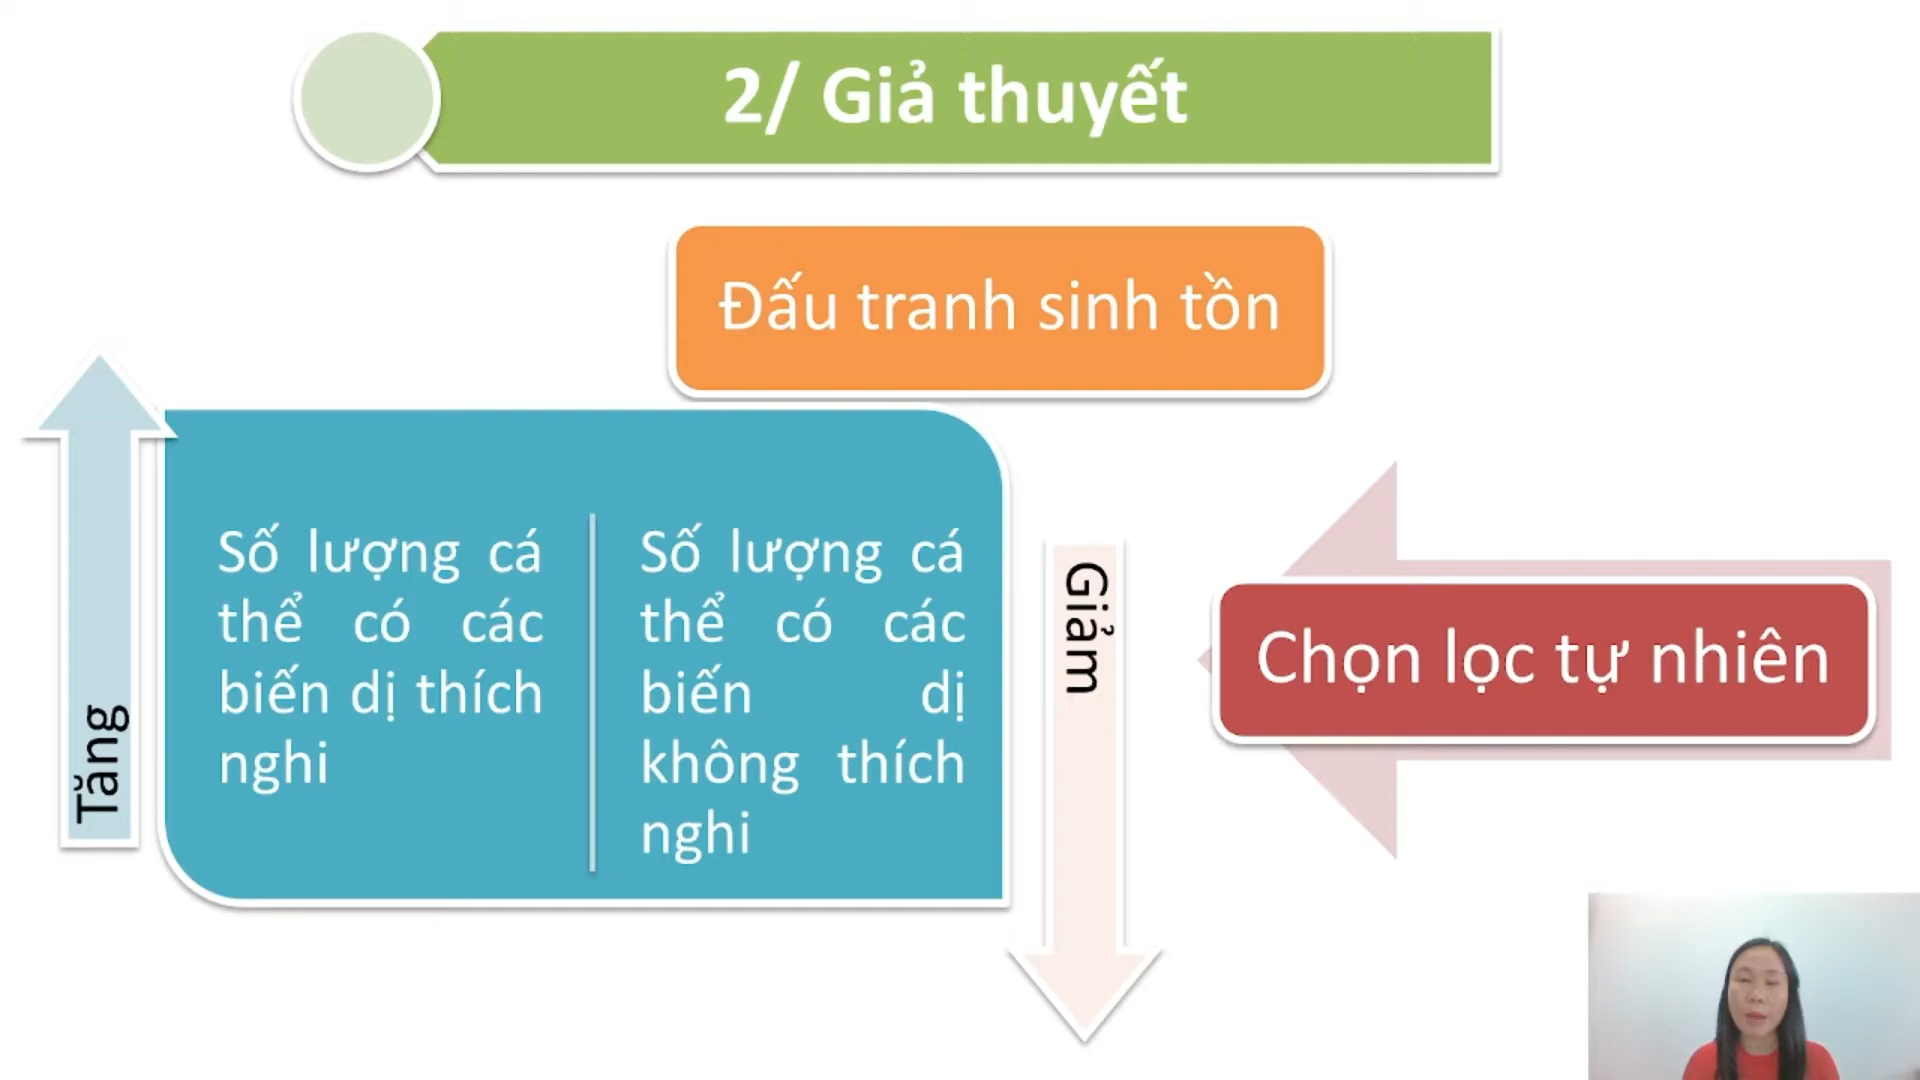 2/ Giả thuyết
Đấu tranh sinh tồn
Tăng
Số lượng cá
thể có các
biến dị thích
nghi
Số lượng cá
thể có các
biến dị
không thích
nghi
Giảm
Chọn lọc tự nhiên